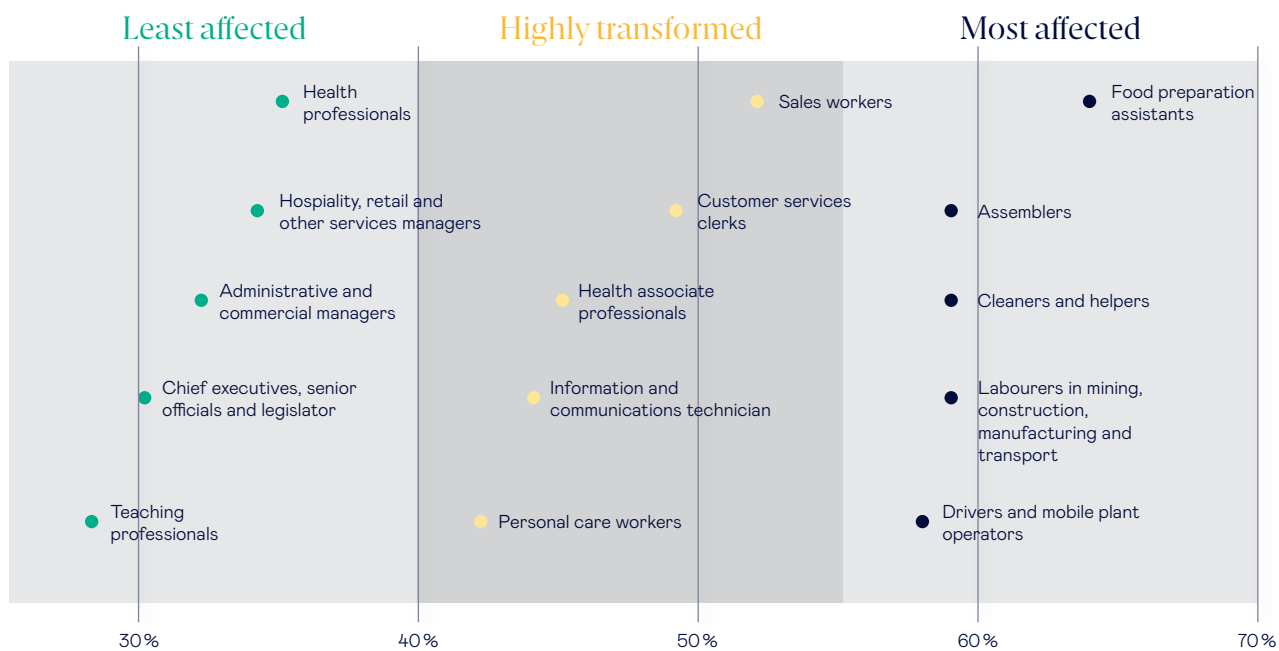 Least affected
Highly transformed
Most affected
Health
professionals
Sales workers
Food preparation
assistants
Hospiality, retail and
other services managers
Customer services
clerks
Assemblers
Administrative and
commercial managers
Health associate
professionals
Cleaners and helpers
Chief executives, senior
officials and legislator
Information and
communications technician
Labourers in mining,
construction,
manufacturing and
transport
Teaching
professionals
Personal care workers
Drivers and mobile plant
operators
30%
40%
50%
60%
70%